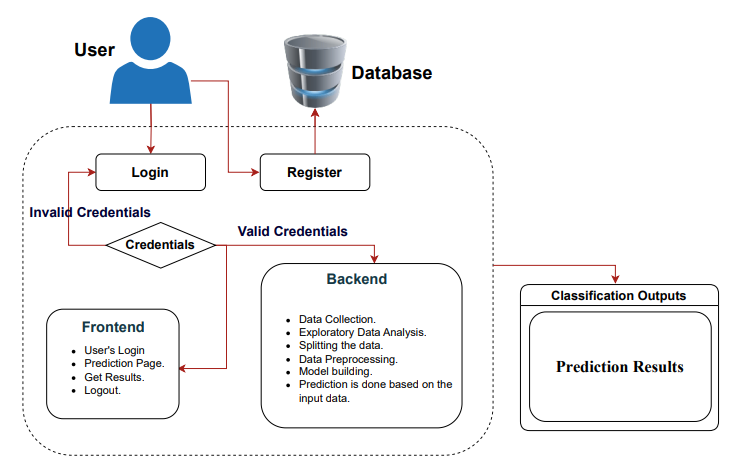 User
Database
Login
Register
Invalid Credentials
Credentials
Valid Credentials
Backend
Data Collection.
Exploratory Data Analysis.
Splitting the data.
Data Preprocessing.
Model building.
Prediction is done based on the
input data.
Frontend
User's Login
Prediction Page.
Get Results.
Logout.
Classification Outputs
Prediction Results